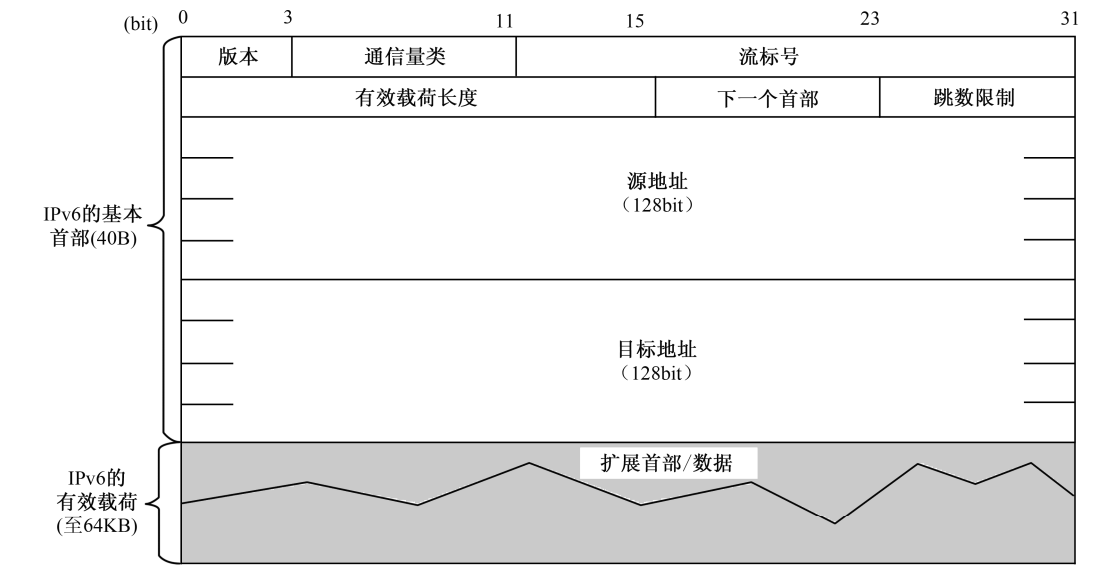 (bit) 0 3 11 15 23 31
版本 通信量类 流标号
有效载荷长度 下一个首部 跳数限制
源地址
（128bit）
IPv6的基本
首部(40B)
目标地址
（128bit）
扩展首部/数据
IPv6的
有效载荷
(至64KB)